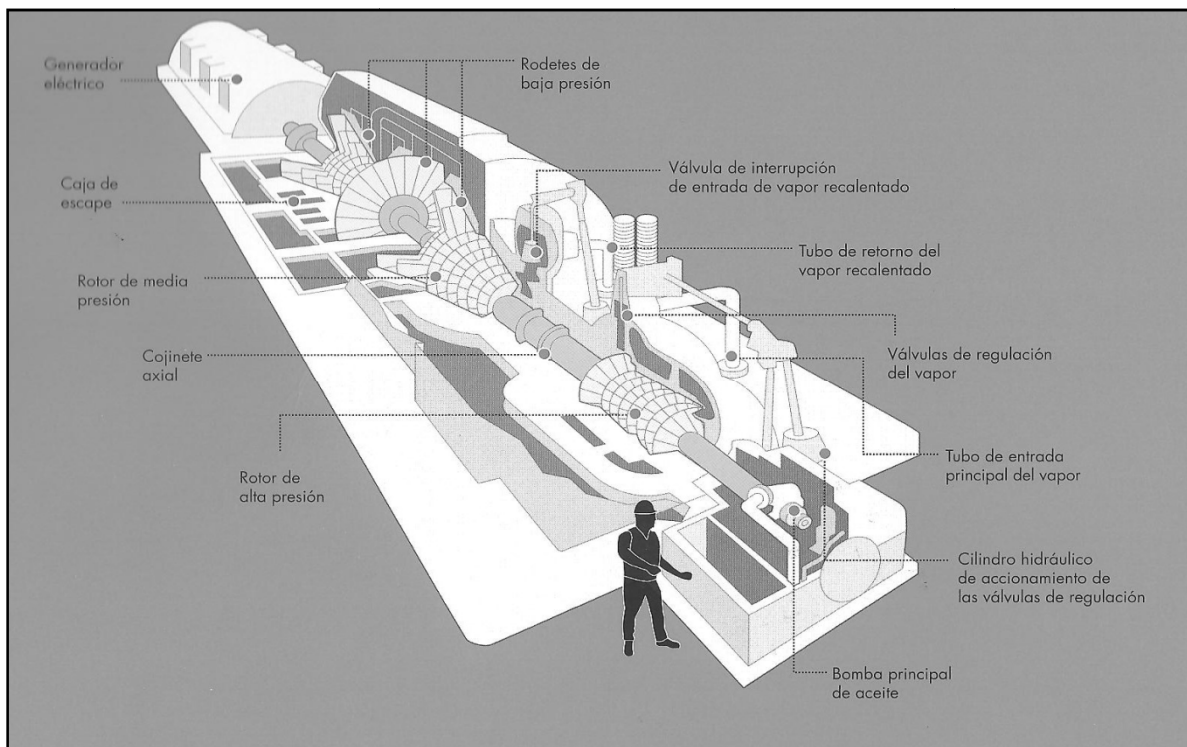 Generador
eléctrico
Rodetes de
baja presión
Válvula de interrupción
de entrada de vapor recalentado
Caja de
escape
Tubo de retorno del
vapor recalentado
Rotor de media
presión
Válvulas de regulación
del vapor
Cojinete
axial
Tubo de entrada
principal del vapor
Rotor de
alta presión
Cilindro hidráulico
de accionamiento de
las válvulas de regulación
Bomba principal
de aceite